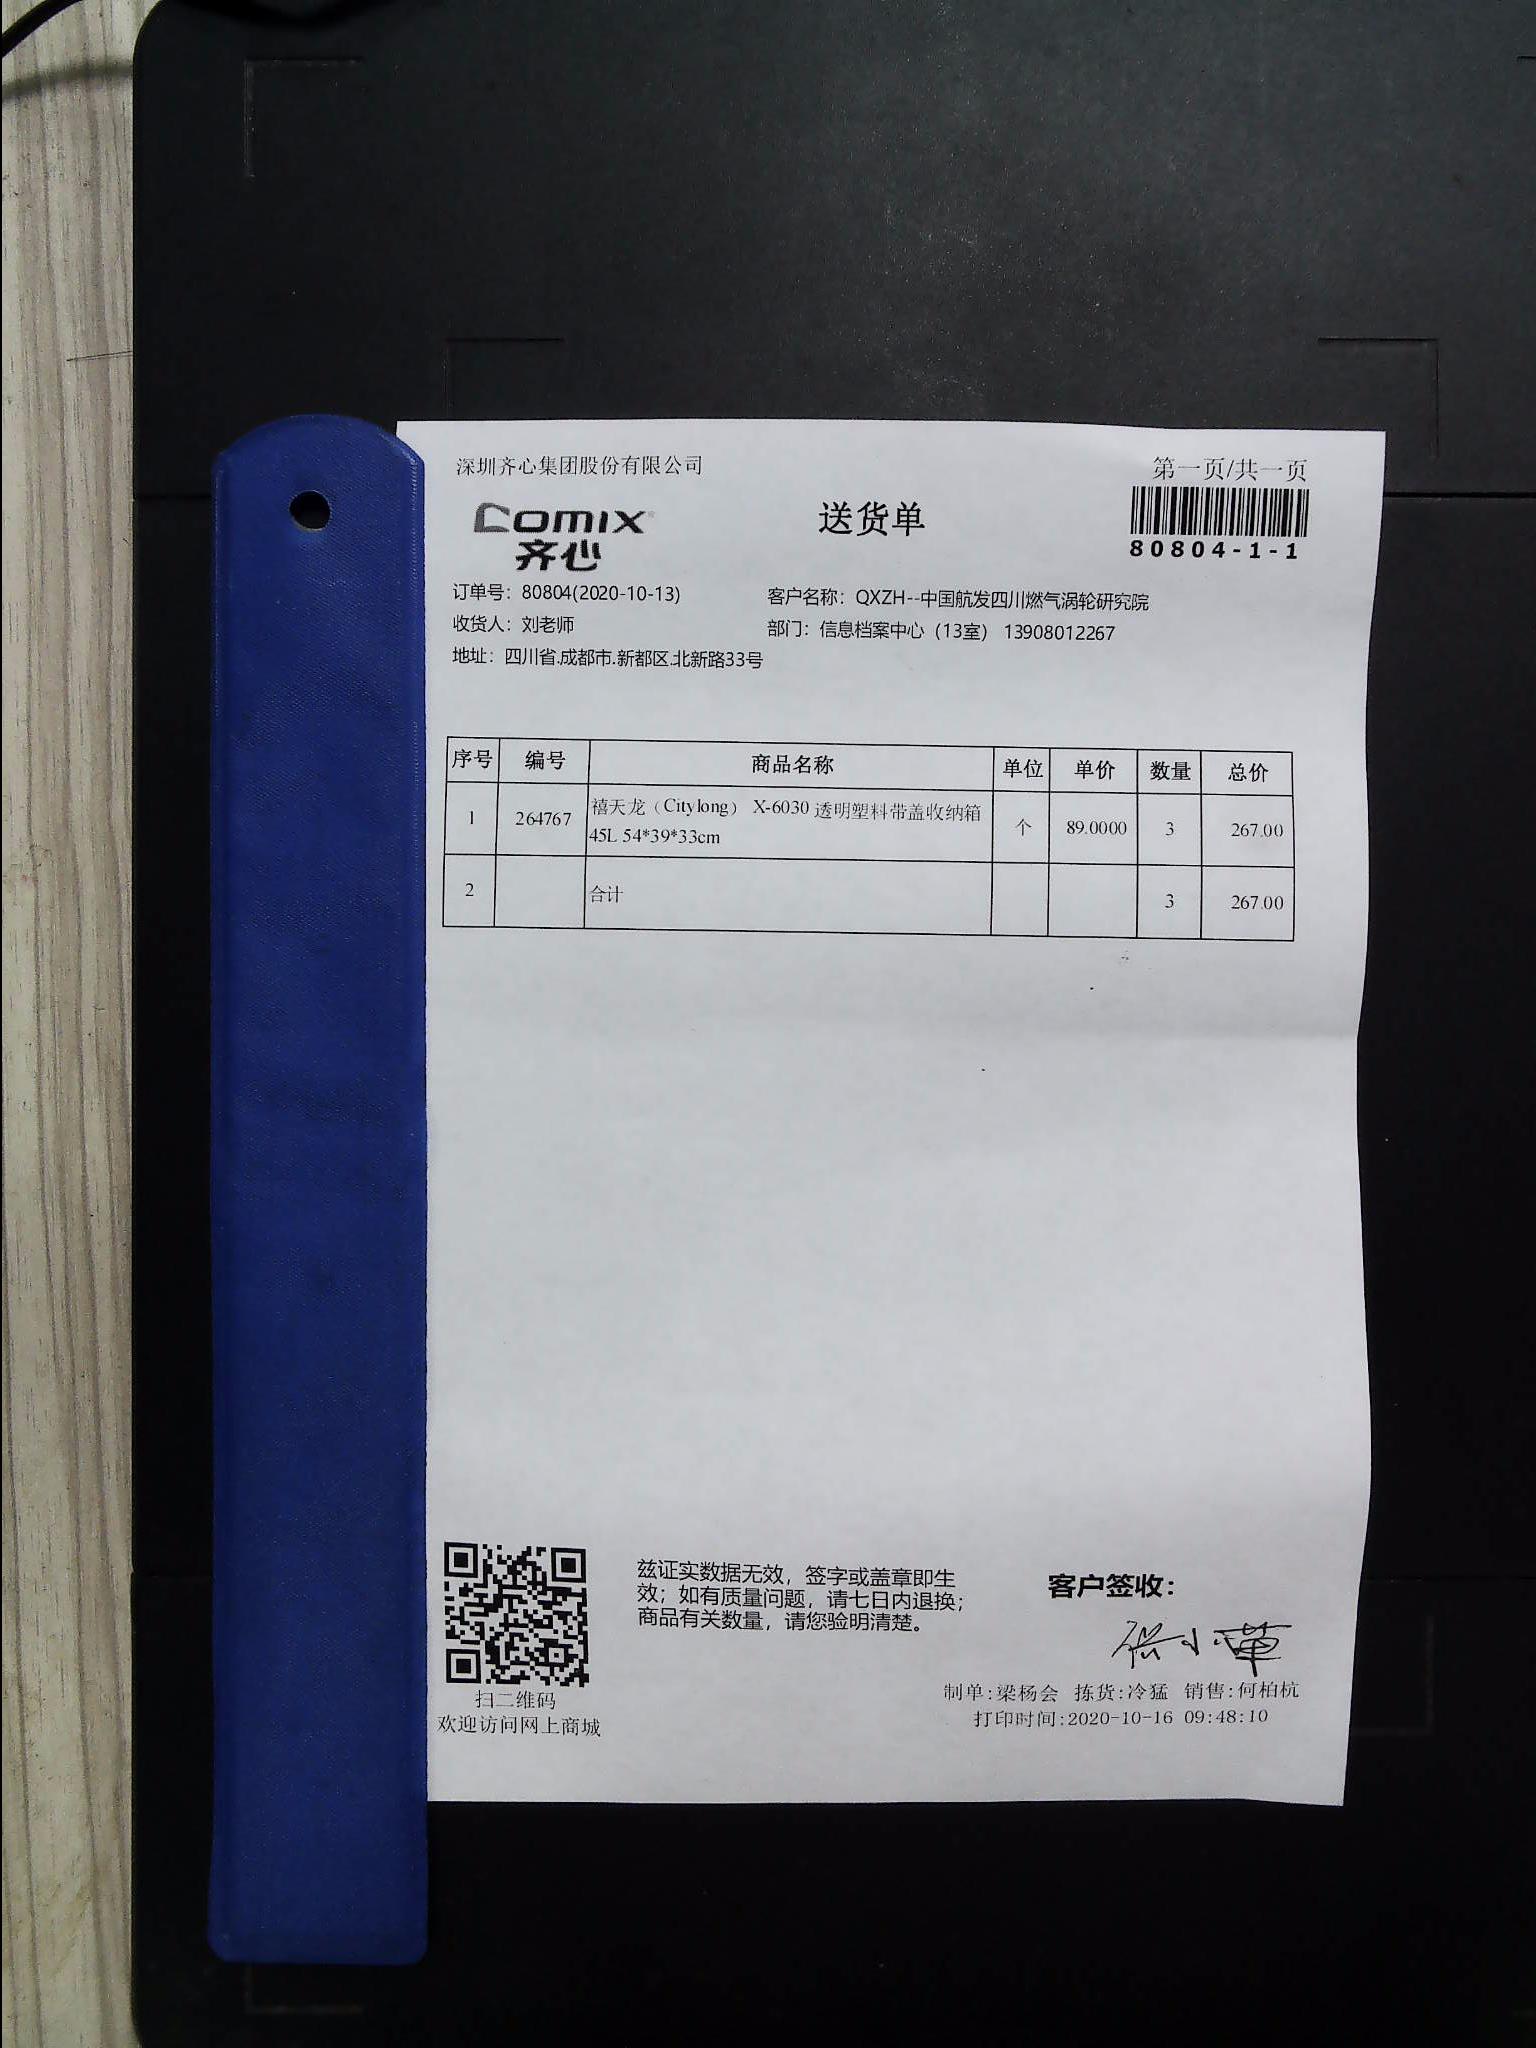 深圳齐心集团股份有限公司
第一页/共一页
comix
齐心
送货单
80804-1-1
订单号：80804(2020-10-13)
客户名称：QXZH--中国航发四川燃气涡轮研究院
收货人：刘老师
部门：信息档案中心（13室） 13908012267
地址：四川省.成都市.新都区.北新路33号
序号 编号 商品名称 单位 单价 数量 总价
1 264767 禧天龙（Citylong） X-6030 透明塑料带盖收纳箱 个 89.0000 3 267.00
45L 54*39*33cm
2 合计 3 267.00
兹证实数据无效，签字或盖章即生
效；如有质量问题，请七日内退换；
商品有关数量，请您验明清楚。
客户签收：
扫二维码
欢迎访问网上商城
制单:梁杨会 拣货:冷猛 销售:何柏杭
打印时间:2020-10-16 09:48:10